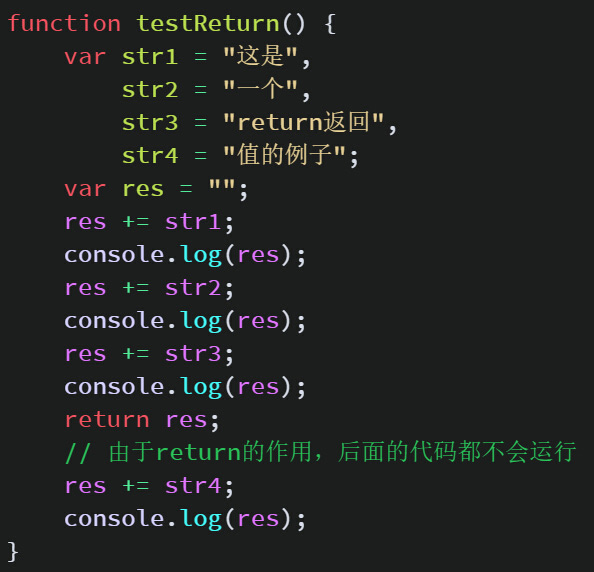 function testReturn() {
    var str1 = "这是",
        str2 = "一个",
        str3 = "return返回",
        str4 = "值的例子";
    var res = "";
    res += str1;
    console.log(res);
    res += str2;
    console.log(res);
    res += str3;
    console.log(res);
    return res;
    // 由于return的作用，后面的代码都不会运行
    res += str4;
    console.log(res);
}